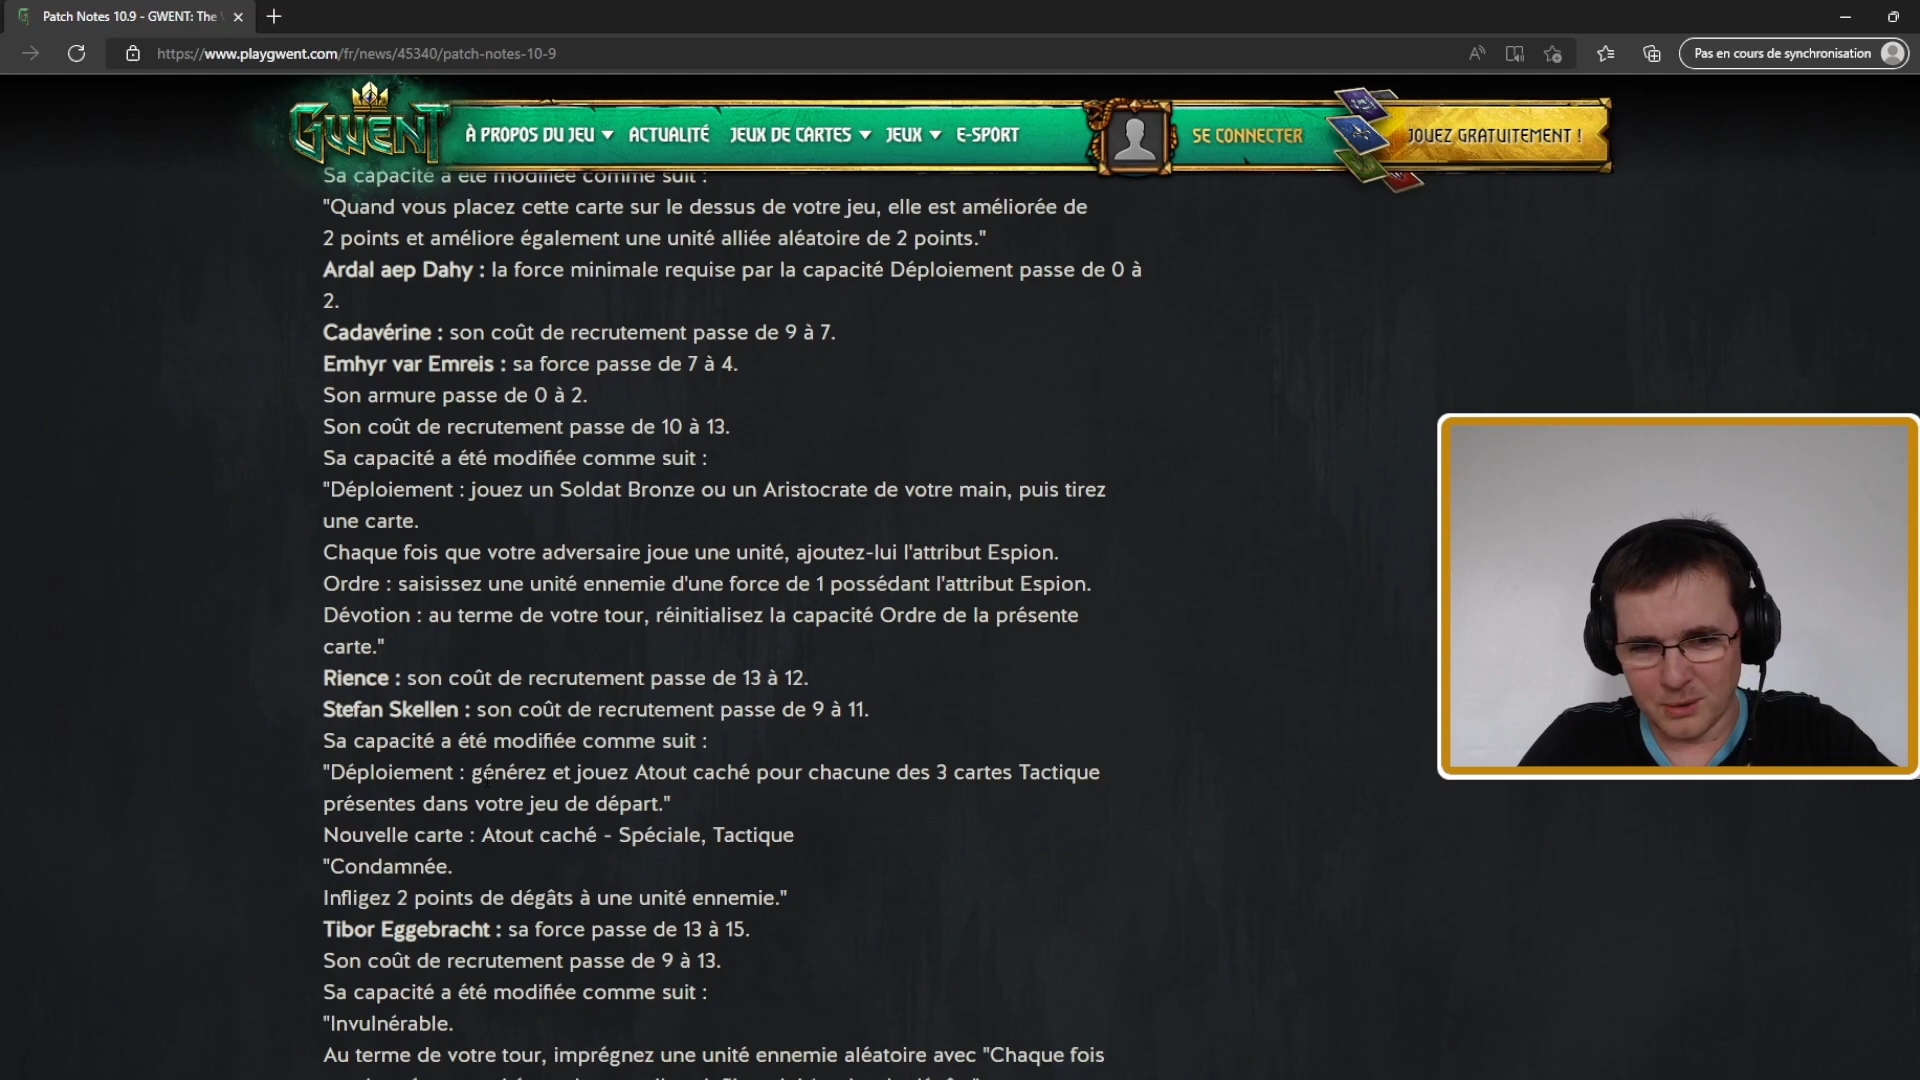 Patch Notes 10.9 - GWENT: The
https://www.playgwent.com/fr/news/45340/patch-notes-10-9
Pas en cours de synchronisation
GWENT
À PROPOS DU JEU
ACTUALITÉ
JEUX DE CARTES
JEUX
E-SPORT
SE CONNECTER
JOUEZ GRATUITEMENT !
Sa capacité a été modifiée comme suit :
"Quand vous placez cette carte sur le dessus de votre jeu, elle est améliorée de
2 points et améliore également une unité alliée aléatoire de 2 points."
Ardal aep Dahy : la force minimale requise par la capacité Déploiement passe de 0 à
2.
Cadavérine : son coût de recrutement passe de 9 à 7.
Emhyr var Emreis : sa force passe de 7 à 4.
Son armure passe de 0 à 2.
Son coût de recrutement passe de 10 à 13.
Sa capacité a été modifiée comme suit :
"Déploiement : jouez un Soldat Bronze ou un Aristocrate de votre main, puis tirez
une carte.
Chaque fois que votre adversaire joue une unité, ajoutez-lui l'attribut Espion.
Ordre : saisissez une unité ennemie d'une force de 1 possédant l'attribut Espion.
Dévotion : au terme de votre tour, réinitialisez la capacité Ordre de la présente
carte."
Rience : son coût de recrutement passe de 13 à 12.
Stefan Skellen : son coût de recrutement passe de 9 à 11.
Sa capacité a été modifiée comme suit :
"Déploiement : générez et jouez Atout caché pour chacune des 3 cartes Tactique
présentes dans votre jeu de départ."
Nouvelle carte : Atout caché - Spéciale, Tactique
"Condamnée.
Infligez 2 points de dégâts à une unité ennemie."
Tibor Eggebracht : sa force passe de 13 à 15.
Son coût de recrutement passe de 9 à 13.
Sa capacité a été modifiée comme suit :
"Invulnérable.
Au terme de votre tour, imprégnez une unité ennemie aléatoire avec "Chaque fois